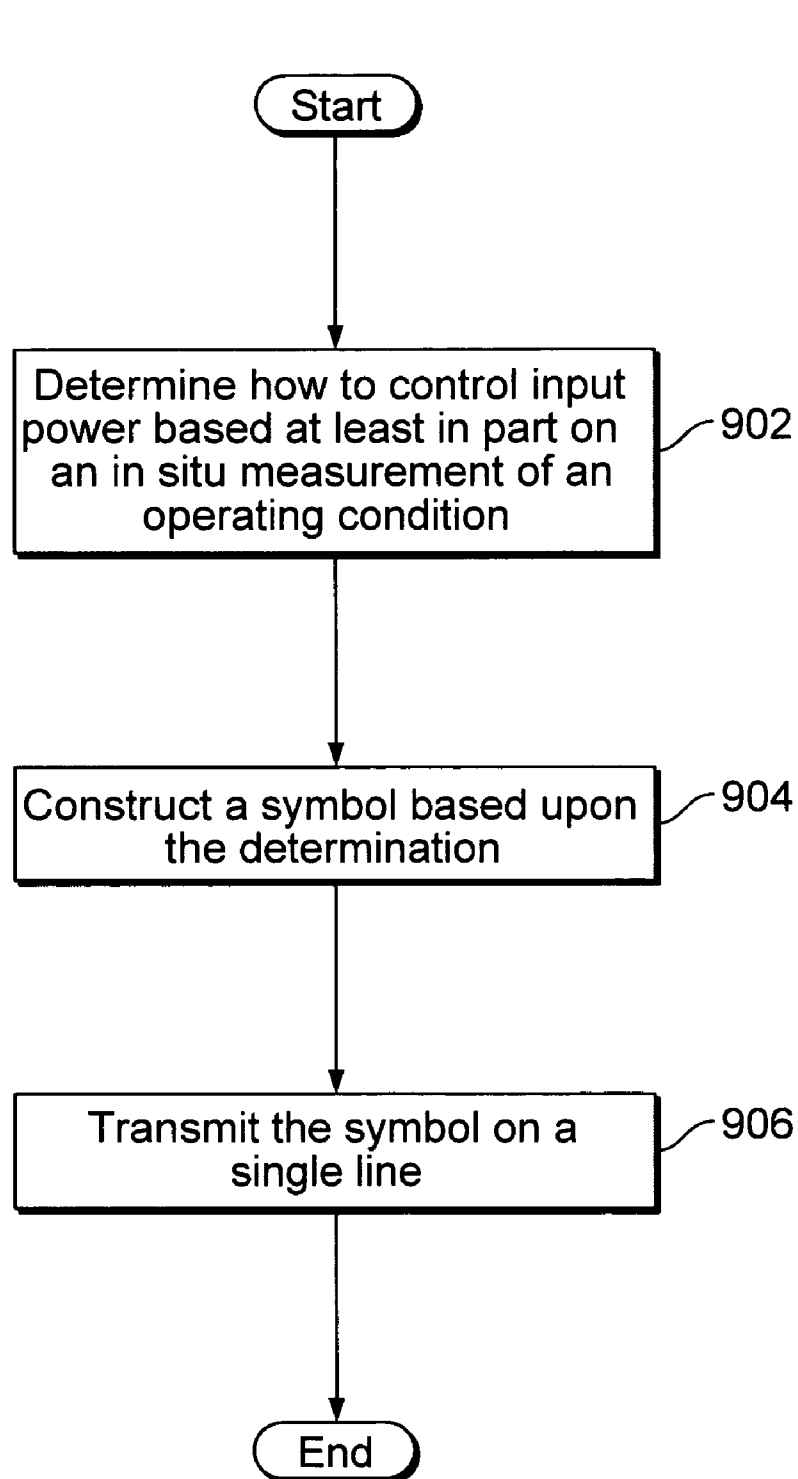 Start
Determine how to control input
power based at least in part on
an in situ measurement of an
operating condition
902
Construct a symbol based upon
the determination
904
Transmit the symbol on a
single line
906
End